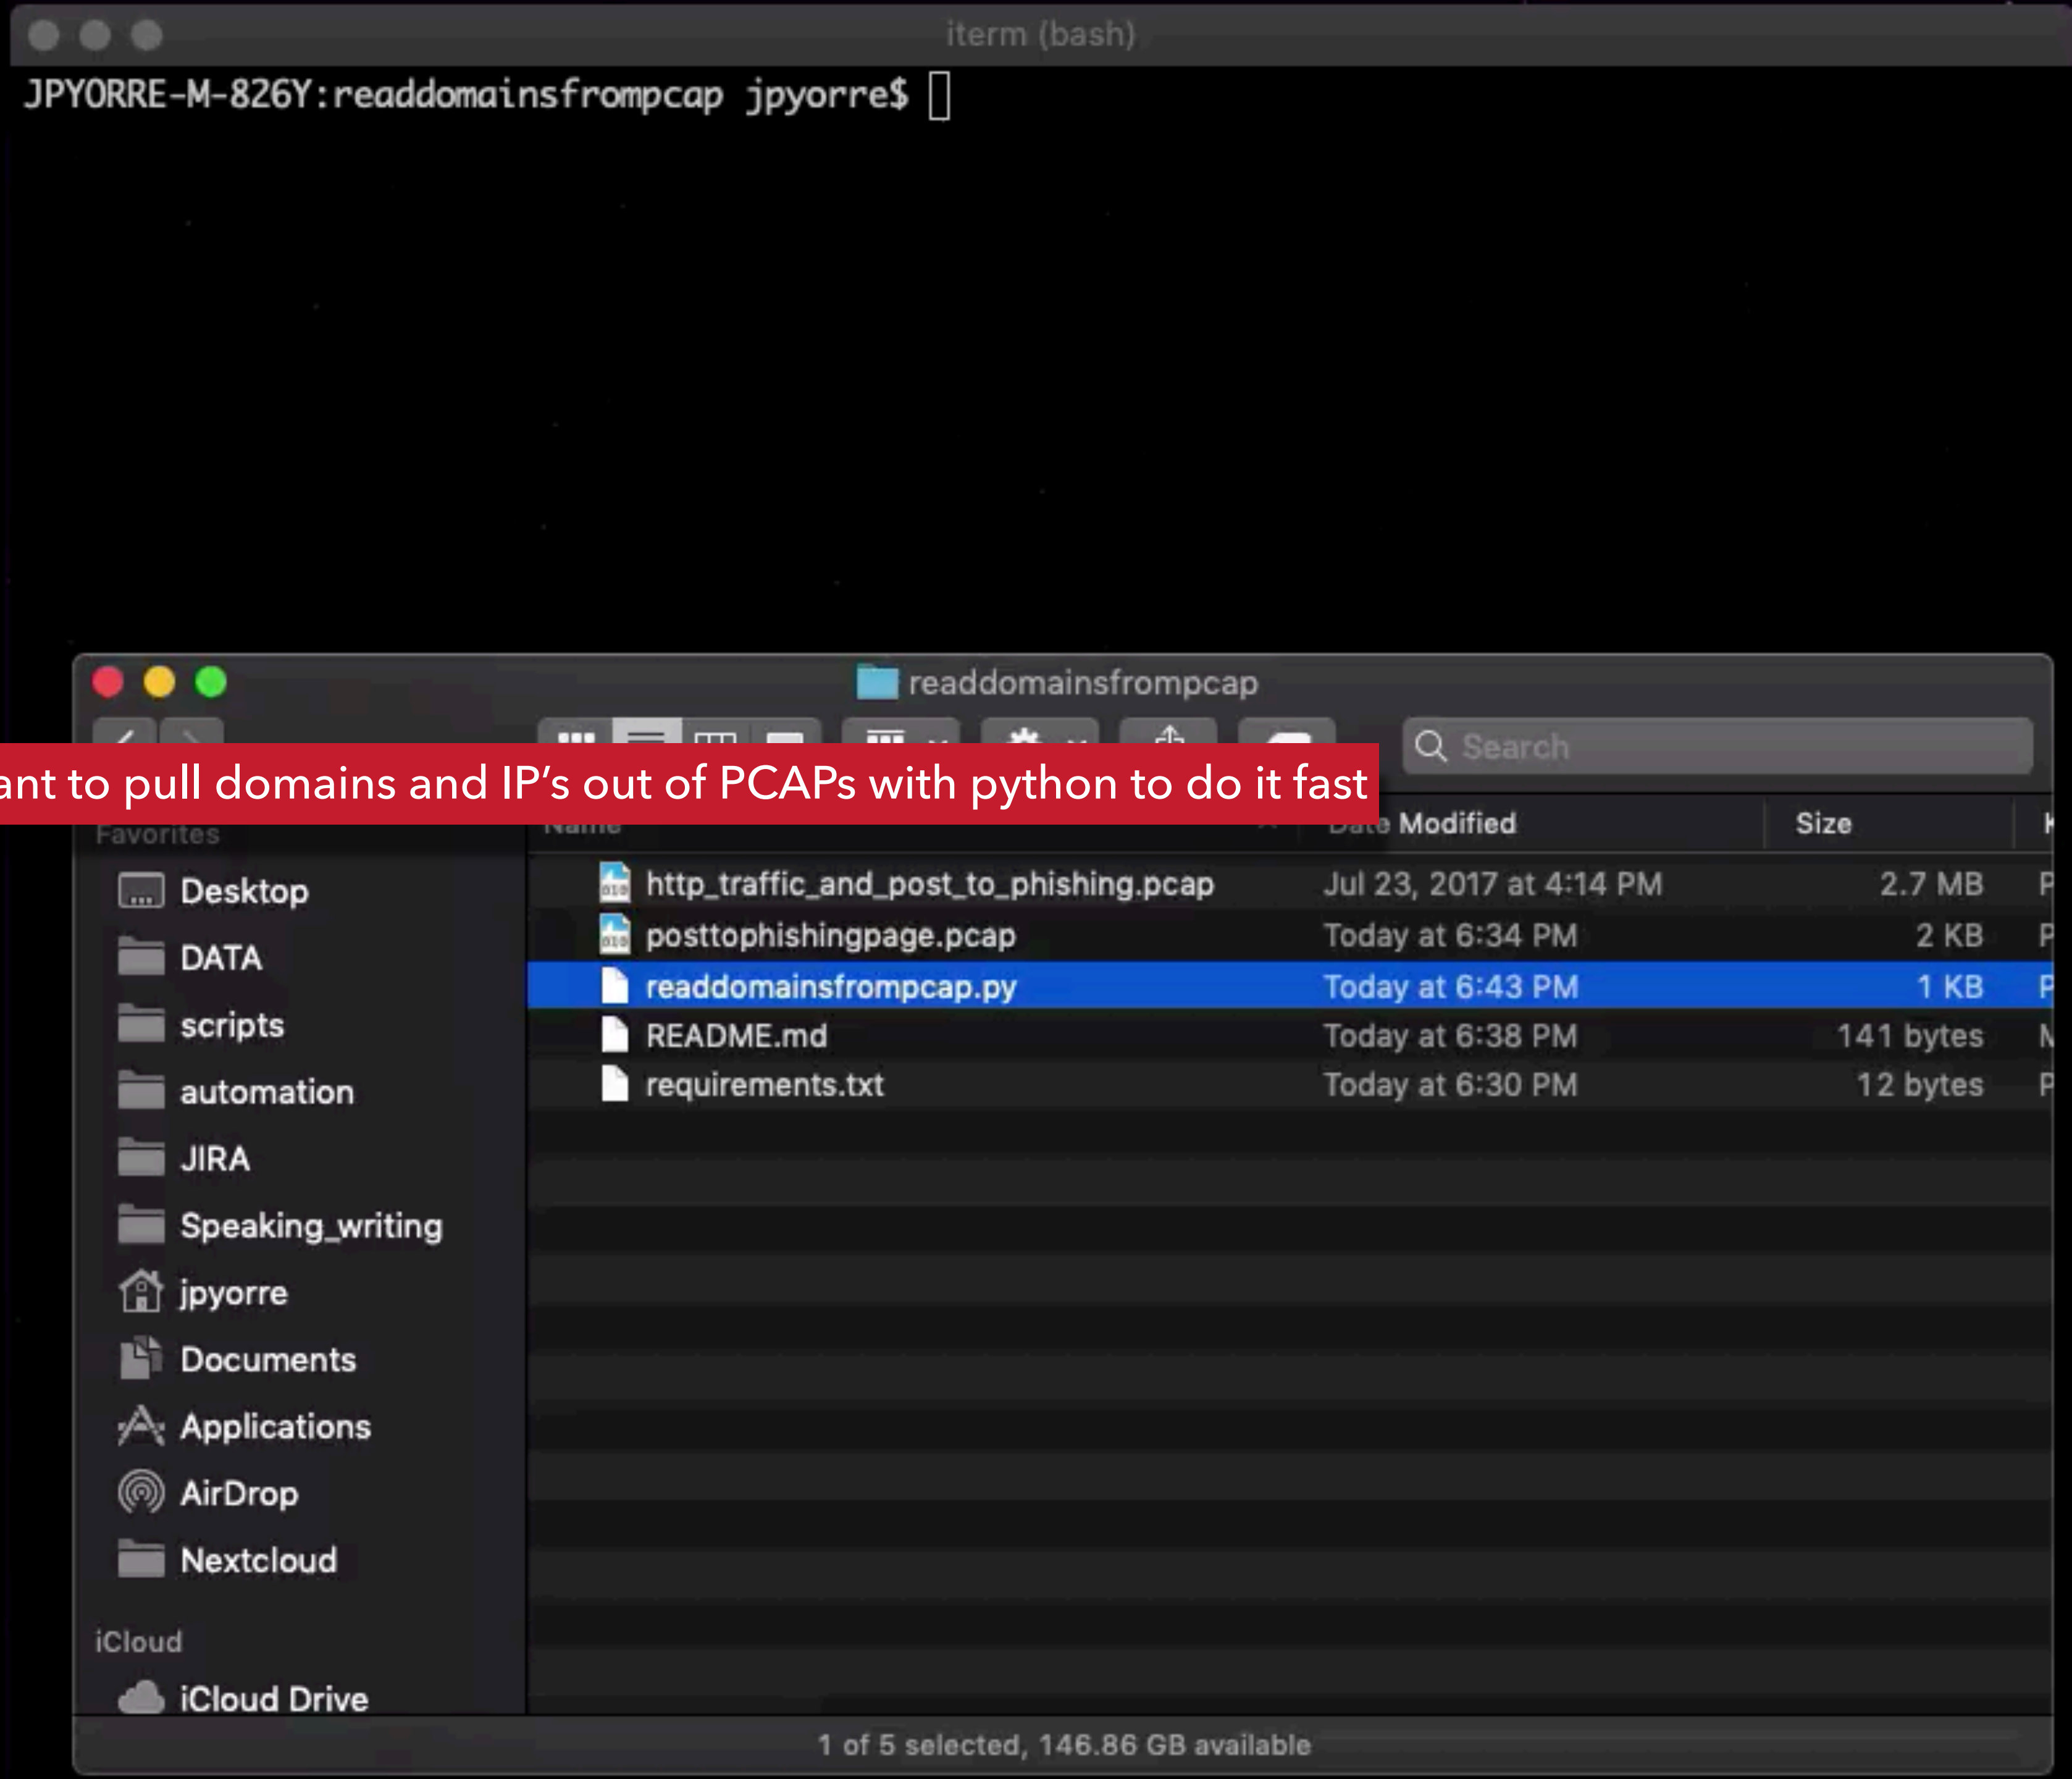 iterm (bash)
JPYORRE-M-826Y:readdomainsfrompcap jpyorre$
readdomainsfrompcap
Search
to pull domains and IP's out of PCAPs with python to do it fast
Favorites
Name Date Modified Size
Desktop
DATA
scripts
automation
JIRA
Speaking_writing
jpyorre
Documents
Applications
AirDrop
Nextcloud
iCloud
iCloud Drive
http_traffic_and_post_to_phishing.pcap Jul 23, 2017 at 4:14 PM 2.7 MB
posttophishingpage.pcap Today at 6:34 PM 2 KB
readdomainsfrompcap.py Today at 6:43 PM 1 KB
README.md Today at 6:38 PM 141 bytes
requirements.txt Today at 6:30 PM 12 bytes
1 of 5 selected, 146.86 GB available